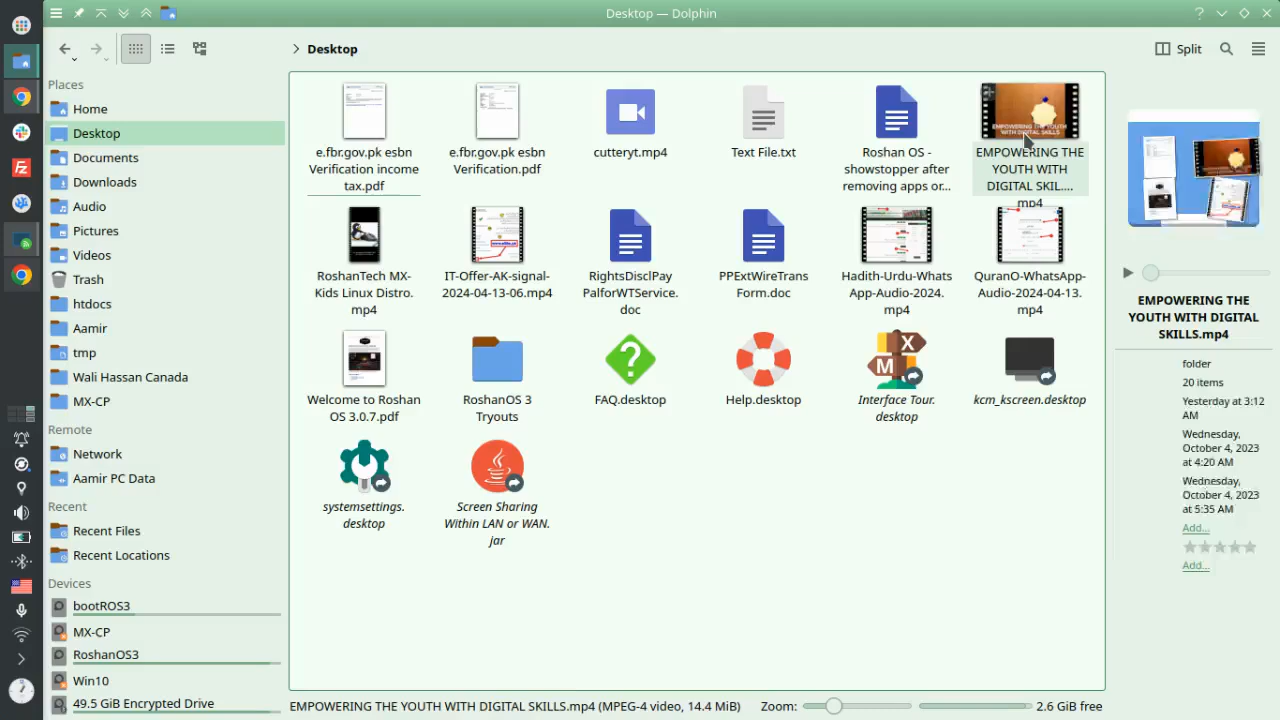 Desktop — Dolphin
Desktop
Split
Places
Home
Desktop
Documents
Downloads
Audio
Pictures
Videos
Trash
htdocs
Aamir
tmp
Wali Hassan Canada
MX-CP
Remote
Network
Aamir PC Data
Recent
Recent Files
Recent Locations
Devices
bootROS3
MX-CP
RoshanOS3
Win10
49.5 GiB Encrypted Drive
e.fbr.gov.pk esbn
Verification income
tax.pdf
e.fbr.gov.pk esbn
Verification.pdf
cutteryt.mp4
Text File.txt
Roshan OS -
showstopper after
removing apps or...
EMPOWERING THE YOUTH
WITH DIGITAL SKILLS
EMPOWERING THE
YOUTH WITH
DIGITAL SKIL....
mp4
RoshanTech MX-
Kids Linux Distro.
mp4
IT-Offer-AK-signal-
2024-04-13-06.mp4
RightsDisclPay
PalforWTService.
doc
PPExtWireTrans
Form.doc
Hadith-Urdu-Whats
App-Audio-2024.
mp4
QuranO-WhatsApp-
Audio-2024-04-13.
mp4
Welcome to Roshan
OS 3.0.7.pdf
RoshanOS 3
Tryouts
FAQ.desktop
Help.desktop
X
M
Interface Tour.
desktop
kcm_kscreen.desktop
systemsettings.
desktop
Screen Sharing
Within LAN or WAN.
jar
EMPOWERING THE
YOUTH WITH DIGITAL
SKILLS.mp4
folder
20 items
Yesterday at 3:12
AM
Wednesday,
October 4, 2023
at 4:20 AM
Wednesday,
October 4, 2023
at 5:35 AM
Add...
Add...
EMPOWERING THE YOUTH WITH DIGITAL SKILLS.mp4 (MPEG-4 video, 14.4 MiB)
Zoom:
2.6 GiB free